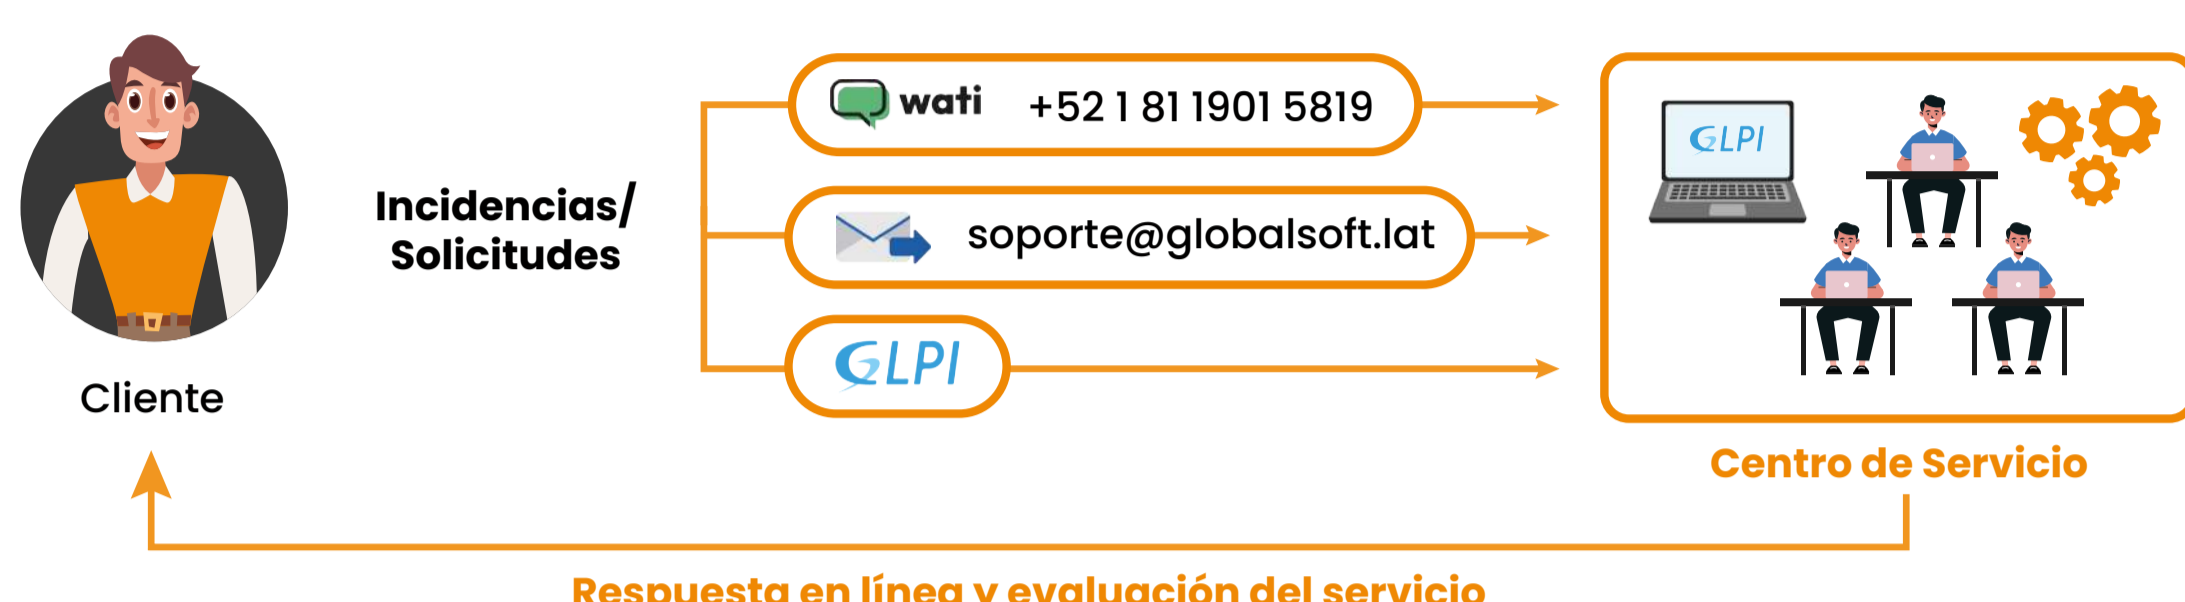 wati +52 1 81 1901 5819
GLPI
Incidencias/
Solicitudes
soporte@globalsoft.lat
GLPI
Cliente
Centro de Servicio
Respuesta en línea y evaluación del servicio